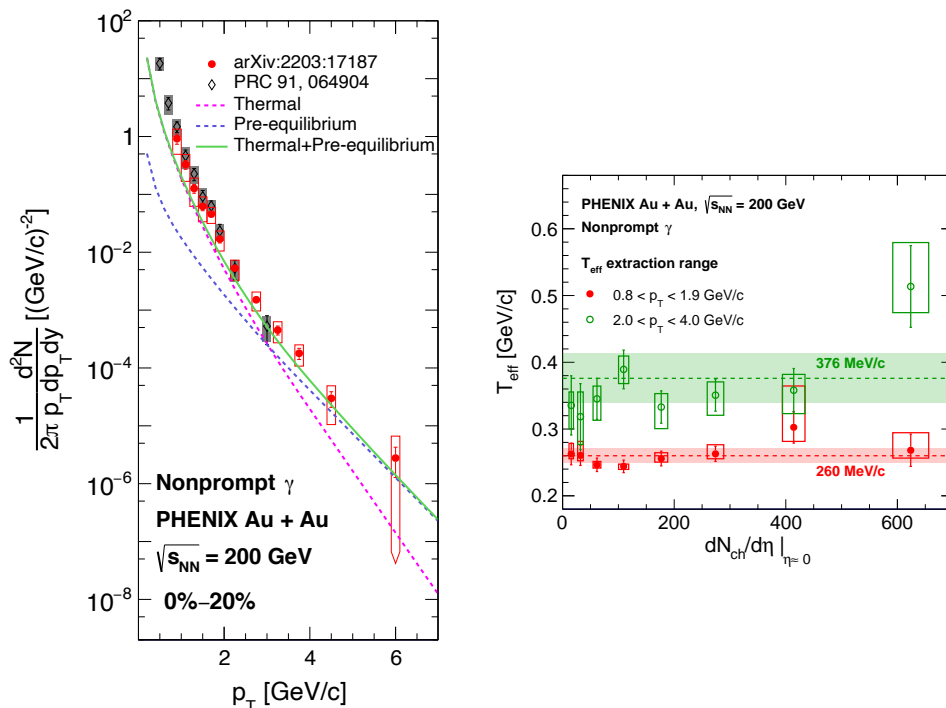 10²
1
10⁻²
10⁻⁴
10⁻⁶
10⁻⁸
1/(2π p_T) d²N/(dp_T dy) [(GeV/c)⁻²]
arXiv:2203:17187
PRC 91, 064904
Thermal
Pre-equilibrium
Thermal+Pre-equilibrium
Nonprompt γ
PHENIX Au + Au
√s_NN = 200 GeV
0%−20%
2 4 6
p_T [GeV/c]
PHENIX Au + Au, √s_NN = 200 GeV
Nonprompt γ
T_eff extraction range
0.8 < p_T < 1.9 GeV/c
2.0 < p_T < 4.0 GeV/c
376 MeV/c
260 MeV/c
0.6
0.5
0.4
0.3
0.2
T_eff [GeV/c]
0 200 400 600
dN_ch/dη|_η≈ 0